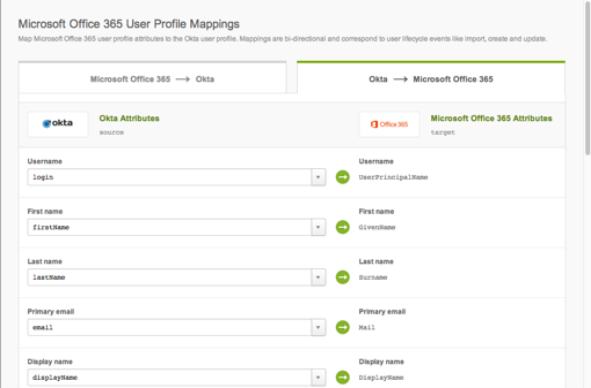 Microsoft Office 365 User Profile Mappings
Map Microsoft Office 365 user profile attributes to the Okta user profile. Mappings are bi-directional and correspond to user lifecycle events like import, create and update.
Microsoft Office 365 → Okta
Okta → Microsoft Office 365
okta
Okta Attributes
source
Office 365
Microsoft Office 365 Attributes
target
Username
login
Username
UserPrincipalName
First name
firstName
First name
GivenName
Last name
lastName
Last name
Surname
Primary email
email
Primary email
Mail
Display name
displayName
Display name
DisplayName